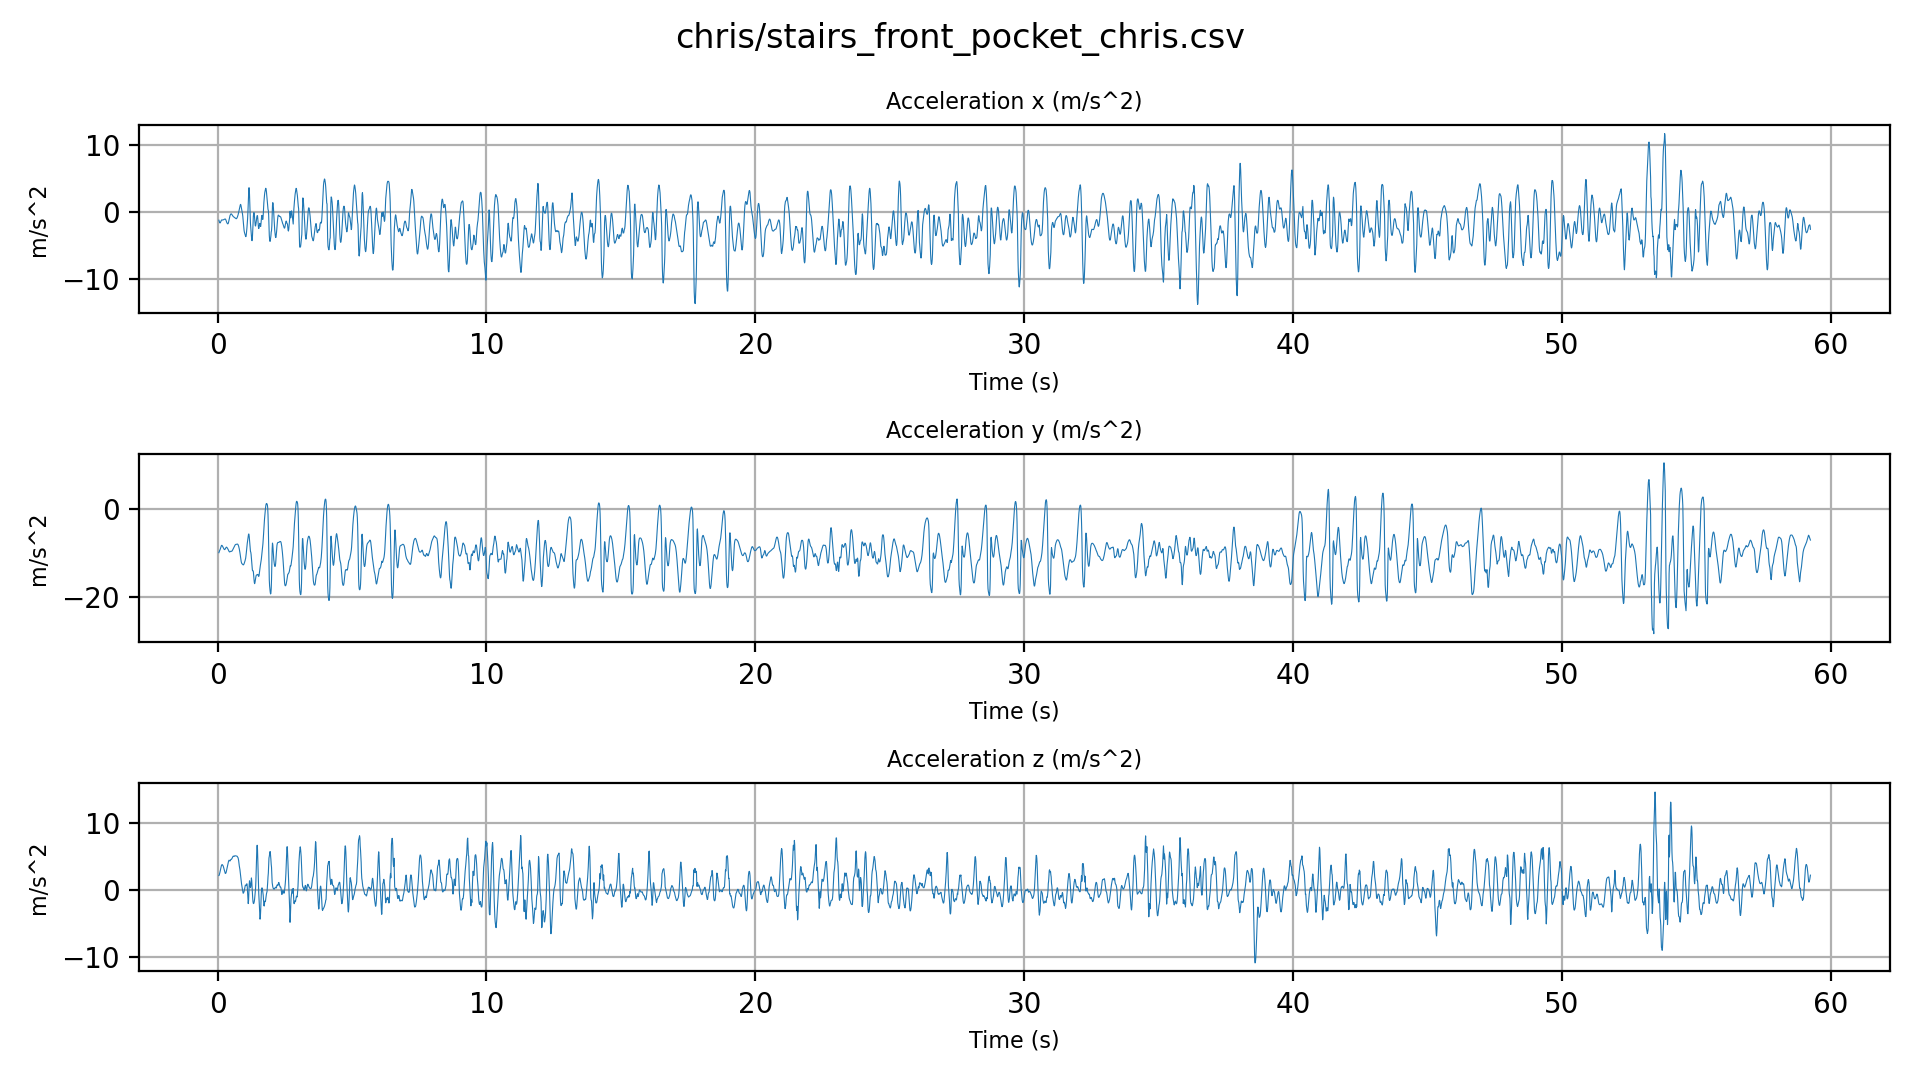 chris/stairs_front_pocket_chris.csv
Acceleration x (m/s^2)
m/s^2
10
0
−10
0 10 20 30 40 50 60
Time (s)
Acceleration y (m/s^2)
m/s^2
0
−20
0 10 20 30 40 50 60
Time (s)
Acceleration z (m/s^2)
m/s^2
10
0
−10
0 10 20 30 40 50 60
Time (s)